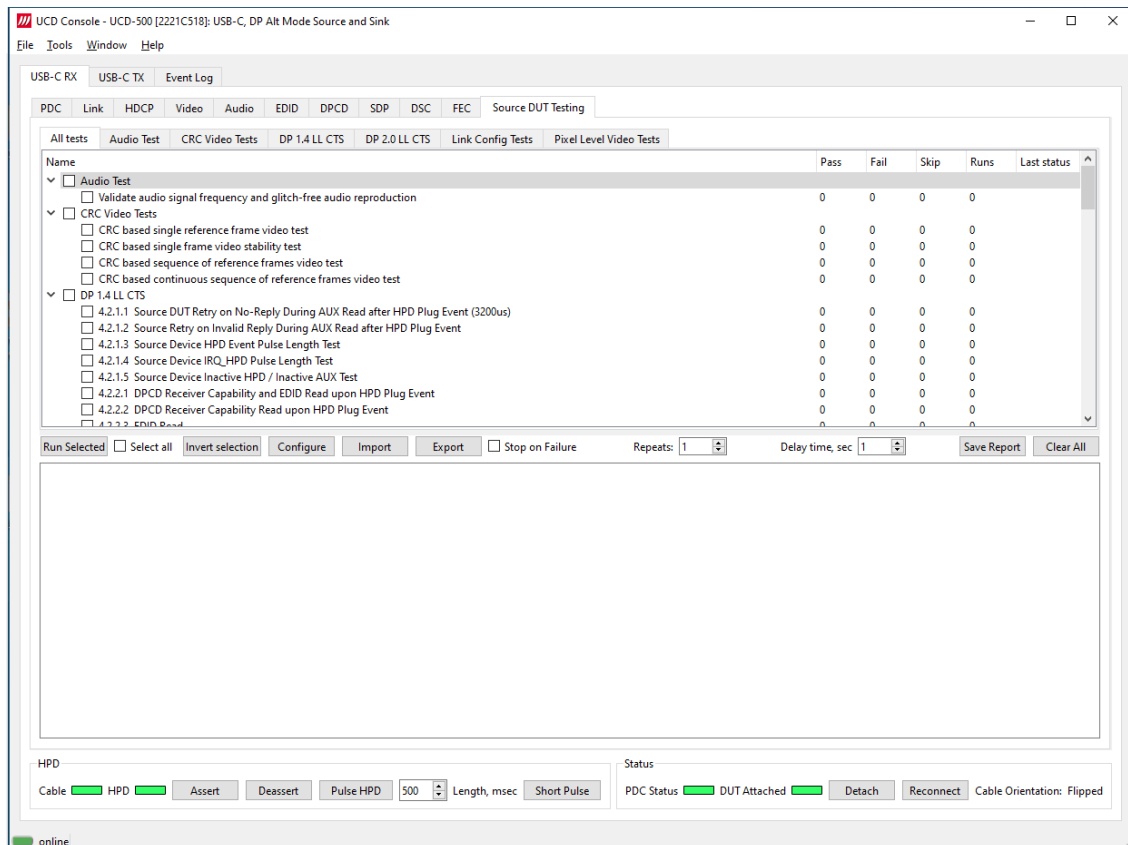 UCD Console - UCD-500 [2221C518]: USB-C, DP Alt Mode Source and Sink
File Tools Window Help
USB-C RX USB-C TX Event Log
PDC Link HDCP Video Audio EDID DPCD SDP DSC FEC Source DUT Testing
All tests Audio Test CRC Video Tests DP 1.4 LL CTS DP 2.0 LL CTS Link Config Tests Pixel Level Video Tests
Name Pass Fail Skip Runs Last status
Audio Test
Validate audio signal frequency and glitch-free audio reproduction 0 0 0 0
CRC Video Tests
CRC based single reference frame video test 0 0 0 0
CRC based single frame video stability test 0 0 0 0
CRC based sequence of reference frames video test 0 0 0 0
CRC based continuous sequence of reference frames video test 0 0 0 0
DP 1.4 LL CTS
4.2.1.1 Source DUT Retry on No-Reply During AUX Read after HPD Plug Event (3200us) 0 0 0 0
4.2.1.2 Source Retry on Invalid Reply During AUX Read after HPD Plug Event 0 0 0 0
4.2.1.3 Source Device HPD Event Pulse Length Test 0 0 0 0
4.2.1.4 Source Device IRQ_HPD Pulse Length Test 0 0 0 0
4.2.1.5 Source Device Inactive HPD / Inactive AUX Test 0 0 0 0
4.2.2.1 DPCD Receiver Capability and EDID Read upon HPD Plug Event 0 0 0 0
4.2.2.2 DPCD Receiver Capability Read upon HPD Plug Event 0 0 0 0
4.2.2.3 EDID Read 0 0 0 0
Run Selected Select all Invert selection Configure Import Export Stop on Failure Repeats: 1 Delay time, sec 1 Save Report Clear All
HPD Status
Cable HPD Assert Deassert Pulse HPD 500 Length, msec Short Pulse PDC Status DUT Attached Detach Reconnect Cable Orientation: Flipped
online